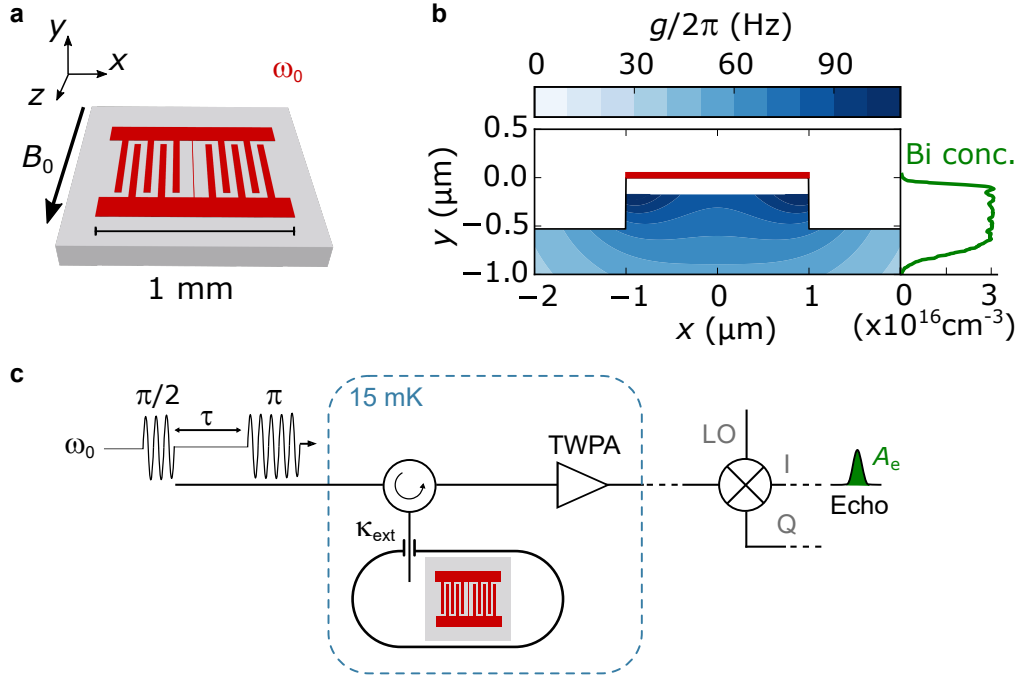 a
y
x
z
ω₀
B₀
1 mm
b
g/2π (Hz)
0 30 60 90
0.5
0.0
-0.5
-1.0
y (μm)
-2 -1 0 1
x (μm)
Bi conc.
0 3
(x10¹⁶cm⁻³)
c
π/2
τ
π
ω₀
15 mK
TWPA
κext
LO
I
Q
Aₑ
Echo